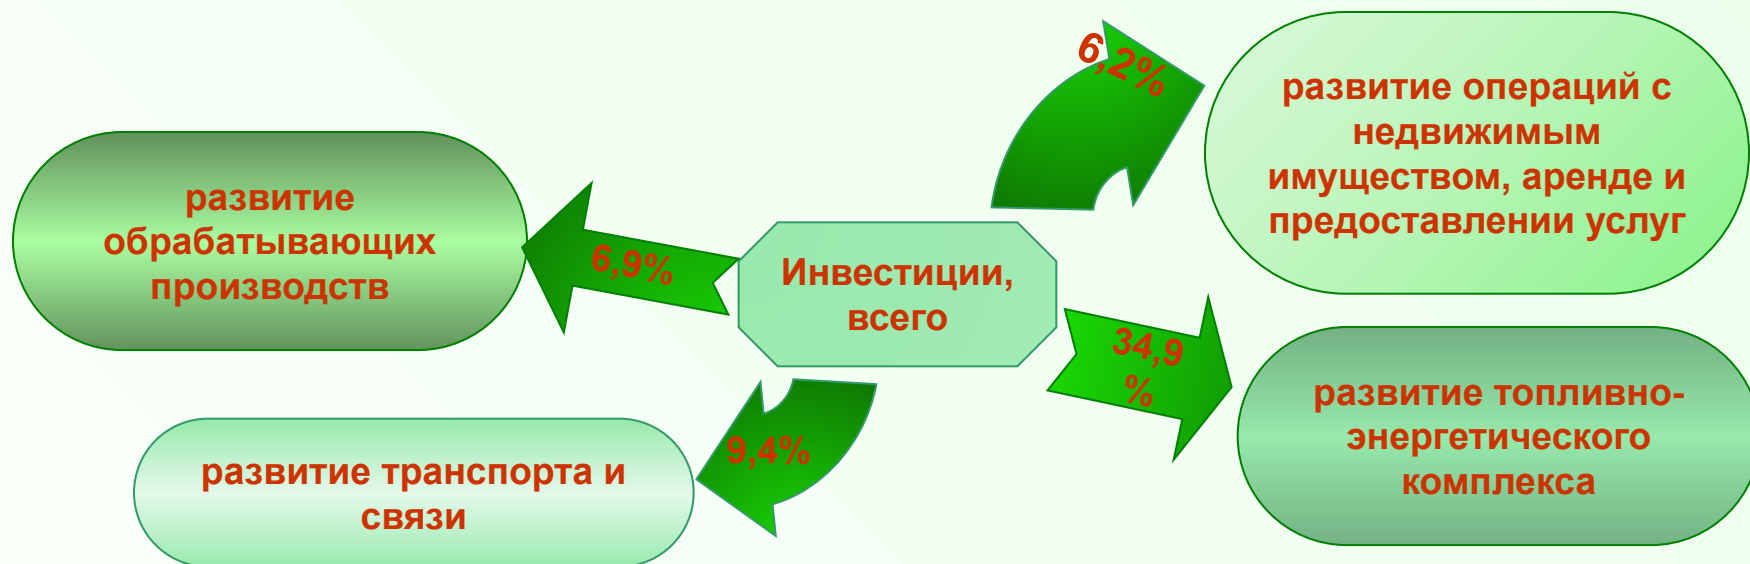 6,2%
развитие операций с
недвижимым
имуществом, аренде и
предоставлении услуг
развитие
обрабатывающих
производств
6,9%
Инвестиции,
всего
34,9
%
развитие топливно-
энергетического
комплекса
9,4%
развитие транспорта и
связи